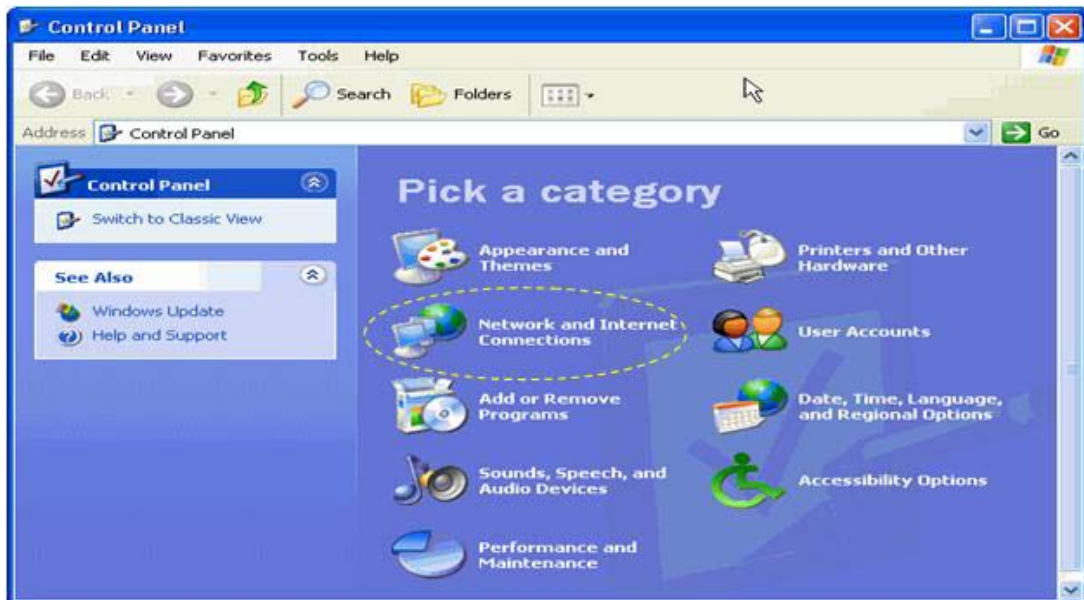 Control Panel
File Edit View Favorites Tools Help
Back Search Folders
Address Control Panel Go
Control Panel
Switch to Classic View
See Also
Windows Update
Help and Support
Pick a category
Appearance and
Themes
Printers and Other
Hardware
Network and Internet
Connections
User Accounts
Add or Remove
Programs
Date, Time, Language,
and Regional Options
Sounds, Speech, and
Audio Devices
Accessibility Options
Performance and
Maintenance